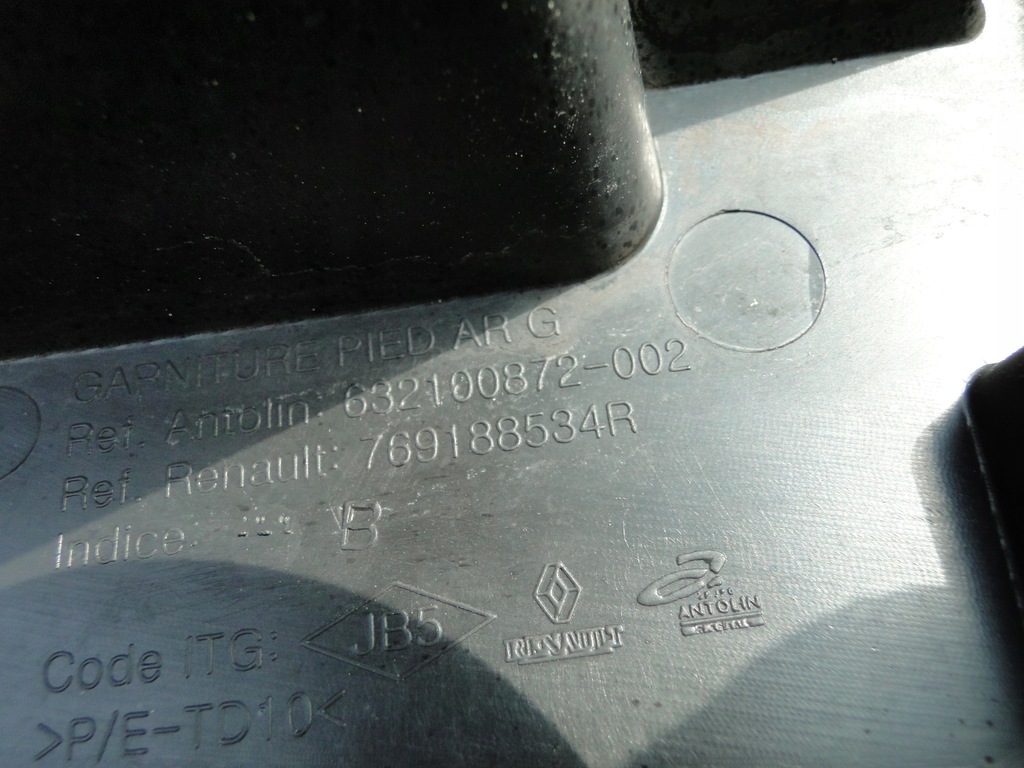 GARNITURE PIED AR G
Ref. Antolin: 632100872-002
Ref. Renault: 769188534R
Indice: B
Code ITG: JB5
RENAULT
ANTOLIN
>P/E-TD10<